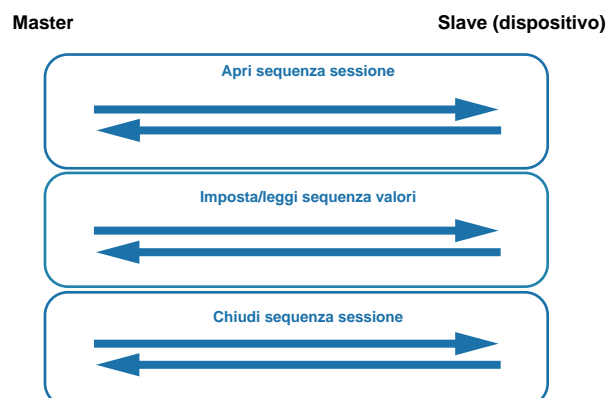 Master
Slave (dispositivo)
Apri sequenza sessione
Imposta/leggi sequenza valori
Chiudi sequenza sessione